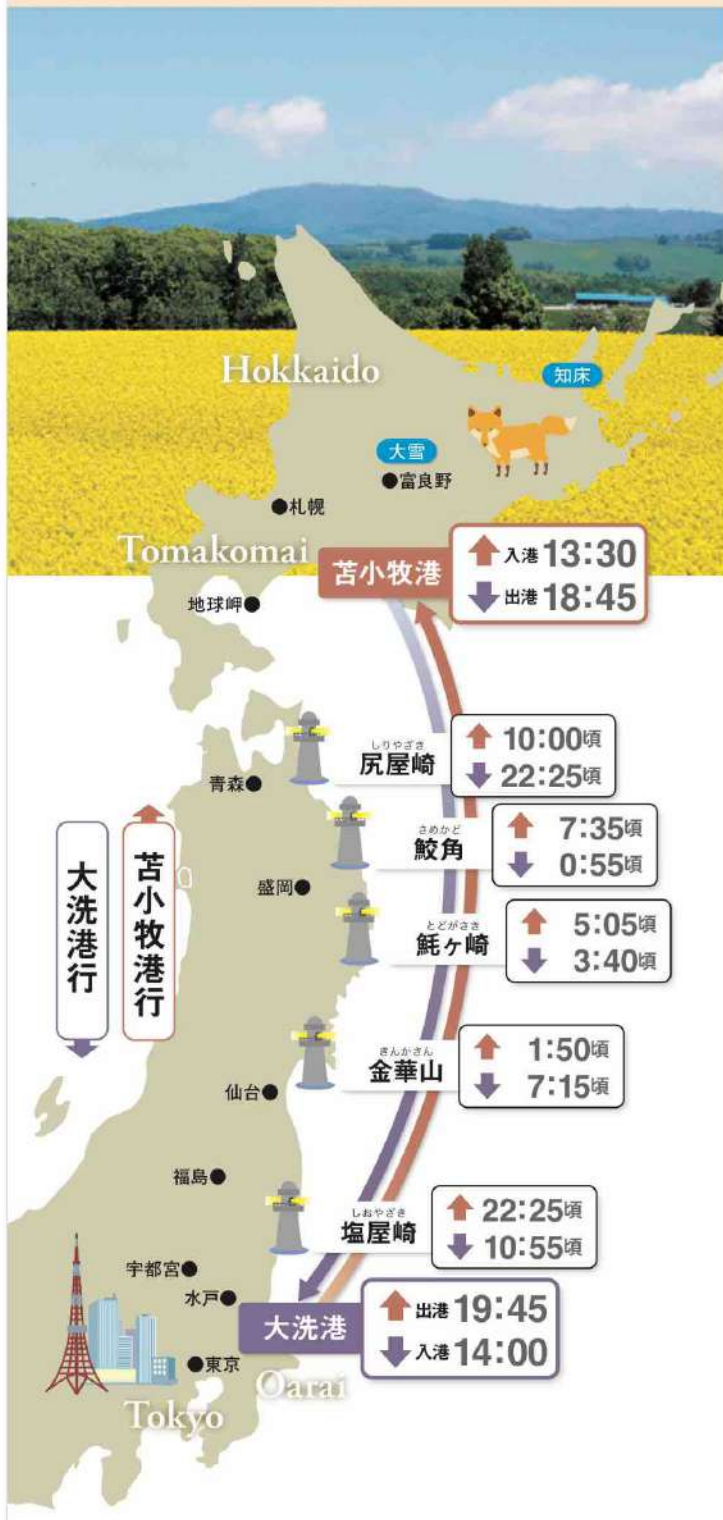 Hokkaido
知床
大雪
●富良野
●札幌
Tomakomai
苫小牧港
入港 13:30
出港 18:45
地球岬●
しりやざき
尻屋崎
10:00頃
22:25頃
青森●
さめかど
鮫角
7:35頃
0:55頃
大洗港行
苫小牧港行
盛岡●
とどがさき
魹ヶ崎
5:05頃
3:40頃
きんかさん
金華山
1:50頃
7:15頃
仙台●
福島●
しおやざき
塩屋崎
22:25頃
10:55頃
宇都宮●
水戸●
大洗港
出港 19:45
入港 14:00
●東京
Oarai
Tokyo